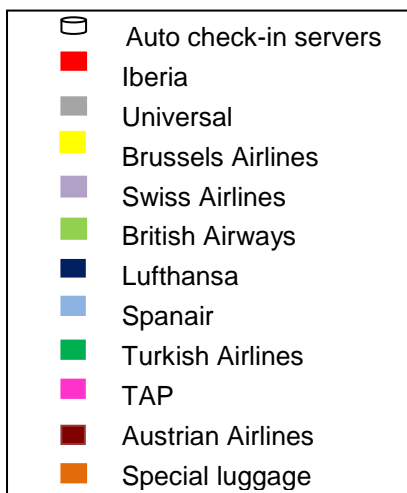 Auto check-in servers
Iberia
Universal
Brussels Airlines
Swiss Airlines
British Airways
Lufthansa
Spanair
Turkish Airlines
TAP
Austrian Airlines
Special luggage